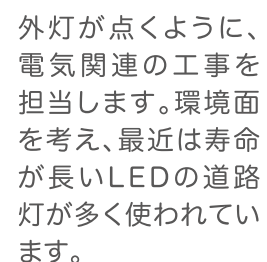 外灯が点くように、
電気関連の工事を
担当します。環境面
を考え、最近は寿命
が長いLEDの道路
灯が多く使われてい
ます。